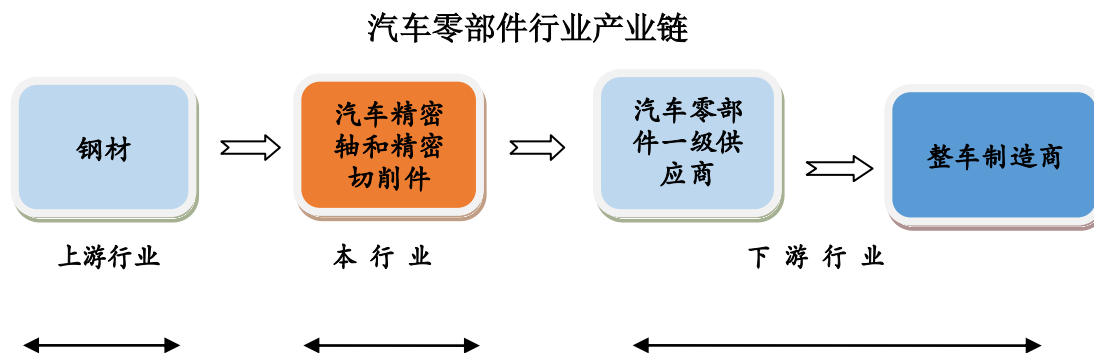 汽车零部件行业产业链
钢材
汽车精密
轴和精密
切削件
汽车零部
件一级供
应商
整车制造商
上游行业
本 行 业
下 游 行 业